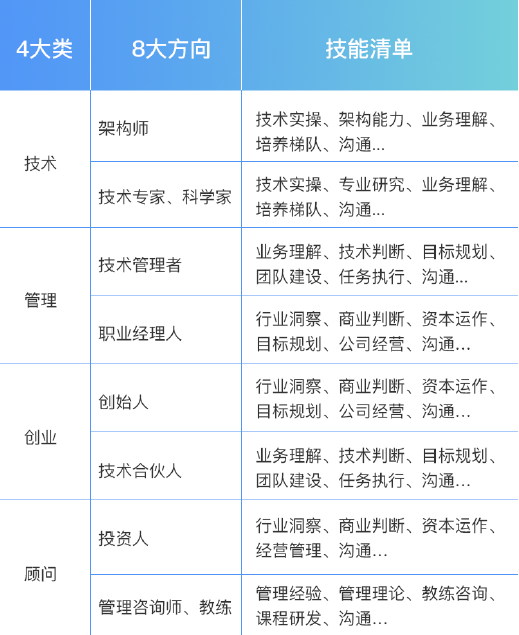 4大类 8大方向 技能清单
技术
架构师
技术实操、架构能力、业务理解、
培养梯队、沟通...
技术专家、科学家
技术实操、专业研究、业务理解、
培养梯队、沟通...
管理
技术管理者
业务理解、技术判断、目标规划、
团队建设、任务执行、沟通...
职业经理人
行业洞察、商业判断、资本运作、
目标规划、公司经营、沟通...
创业
创始人
行业洞察、商业判断、资本运作、
目标规划、公司经营、沟通...
技术合伙人
业务理解、技术判断、目标规划、
团队建设、任务执行、沟通...
顾问
投资人
行业洞察、商业判断、资本运作、
经营管理、沟通...
管理咨询师、教练
管理经验、管理理论、教练咨询、
课程研发、沟通...